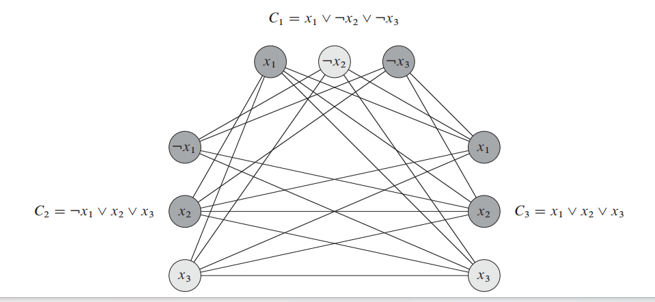 C₁ = x₁ ∨ ¬x₂ ∨ ¬x₃
x₁ ¬x₂ ¬x₃
¬x₁ x₁
C₂ = ¬x₁ ∨ x₂ ∨ x₃ x₂ x₂ C₃ = x₁ ∨ x₂ ∨ x₃
x₃ x₃